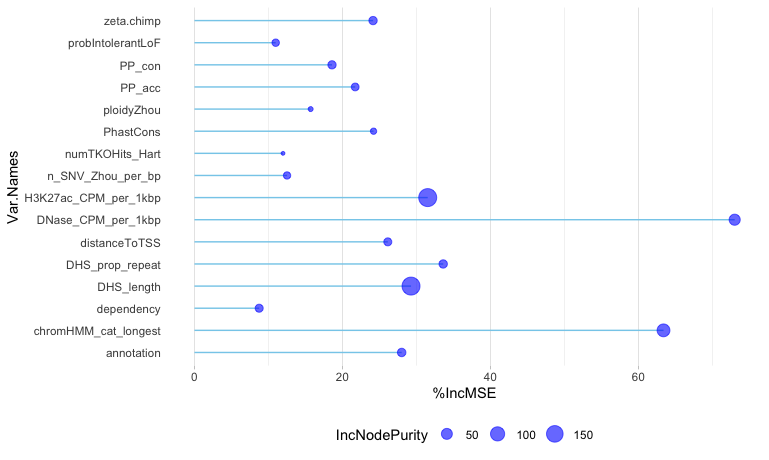 zeta.chimp
probIntolerantLoF
PP_con
PP_acc
ploidyZhou
PhastCons
numTKOHits_Hart
n_SNV_Zhou_per_bp
H3K27ac_CPM_per_1kbp
DNase_CPM_per_1kbp
distanceToTSS
DHS_prop_repeat
DHS_length
dependency
chromHMM_cat_longest
annotation
Var.Names
0 20 40 60
%IncMSE
IncNodePurity 50 100 150